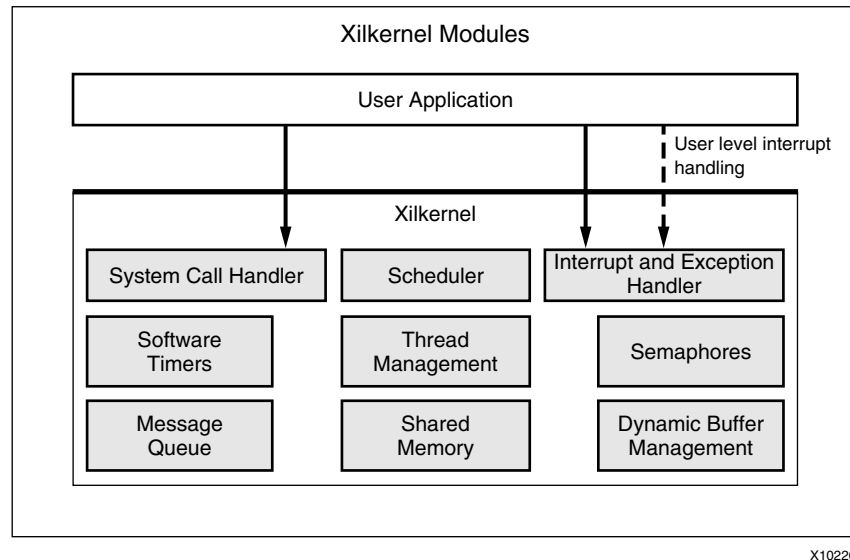 Xilkernel Modules
User Application
User level interrupt
handling
Xilkernel
System Call Handler
Scheduler
Interrupt and Exception
Handler
Software
Timers
Thread
Management
Semaphores
Message
Queue
Shared
Memory
Dynamic Buffer
Management